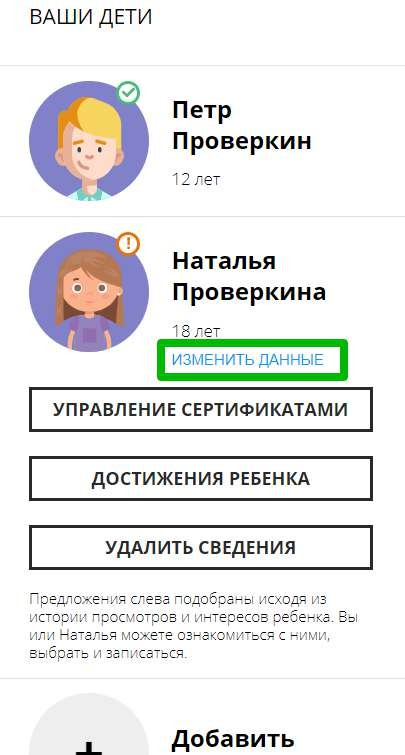 ВАШИ ДЕТИ
Петр
Проверкин
12 лет
!
Наталья
Проверкина
18 лет
ИЗМЕНИТЬ ДАННЫЕ
УПРАВЛЕНИЕ СЕРТИФИКАТАМИ
ДОСТИЖЕНИЯ РЕБЕНКА
УДАЛИТЬ СВЕДЕНИЯ
Предложения слева подобраны исходя из
истории просмотров и интересов ребенка. Вы
или Наталья можете ознакомиться с ними,
выбрать и записаться.
+
Добавить